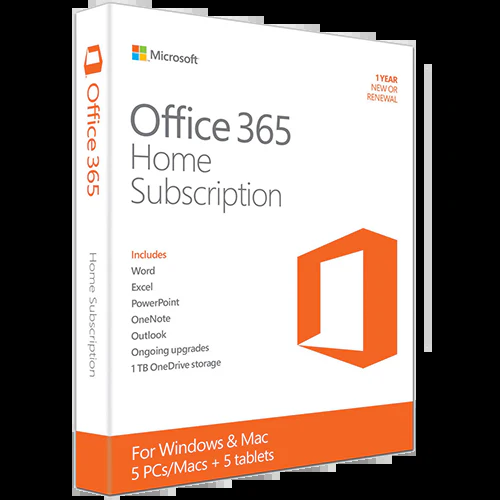 Microsoft
1 YEAR
NEW OR
RENEWAL
Office 365
Home
Subscription
Includes
Word
Excel
PowerPoint
OneNote
Outlook
Ongoing upgrades
1 TB OneDrive storage
For Windows & Mac
5 PCs/Macs + 5 tablets
Office 365
Home Subscription